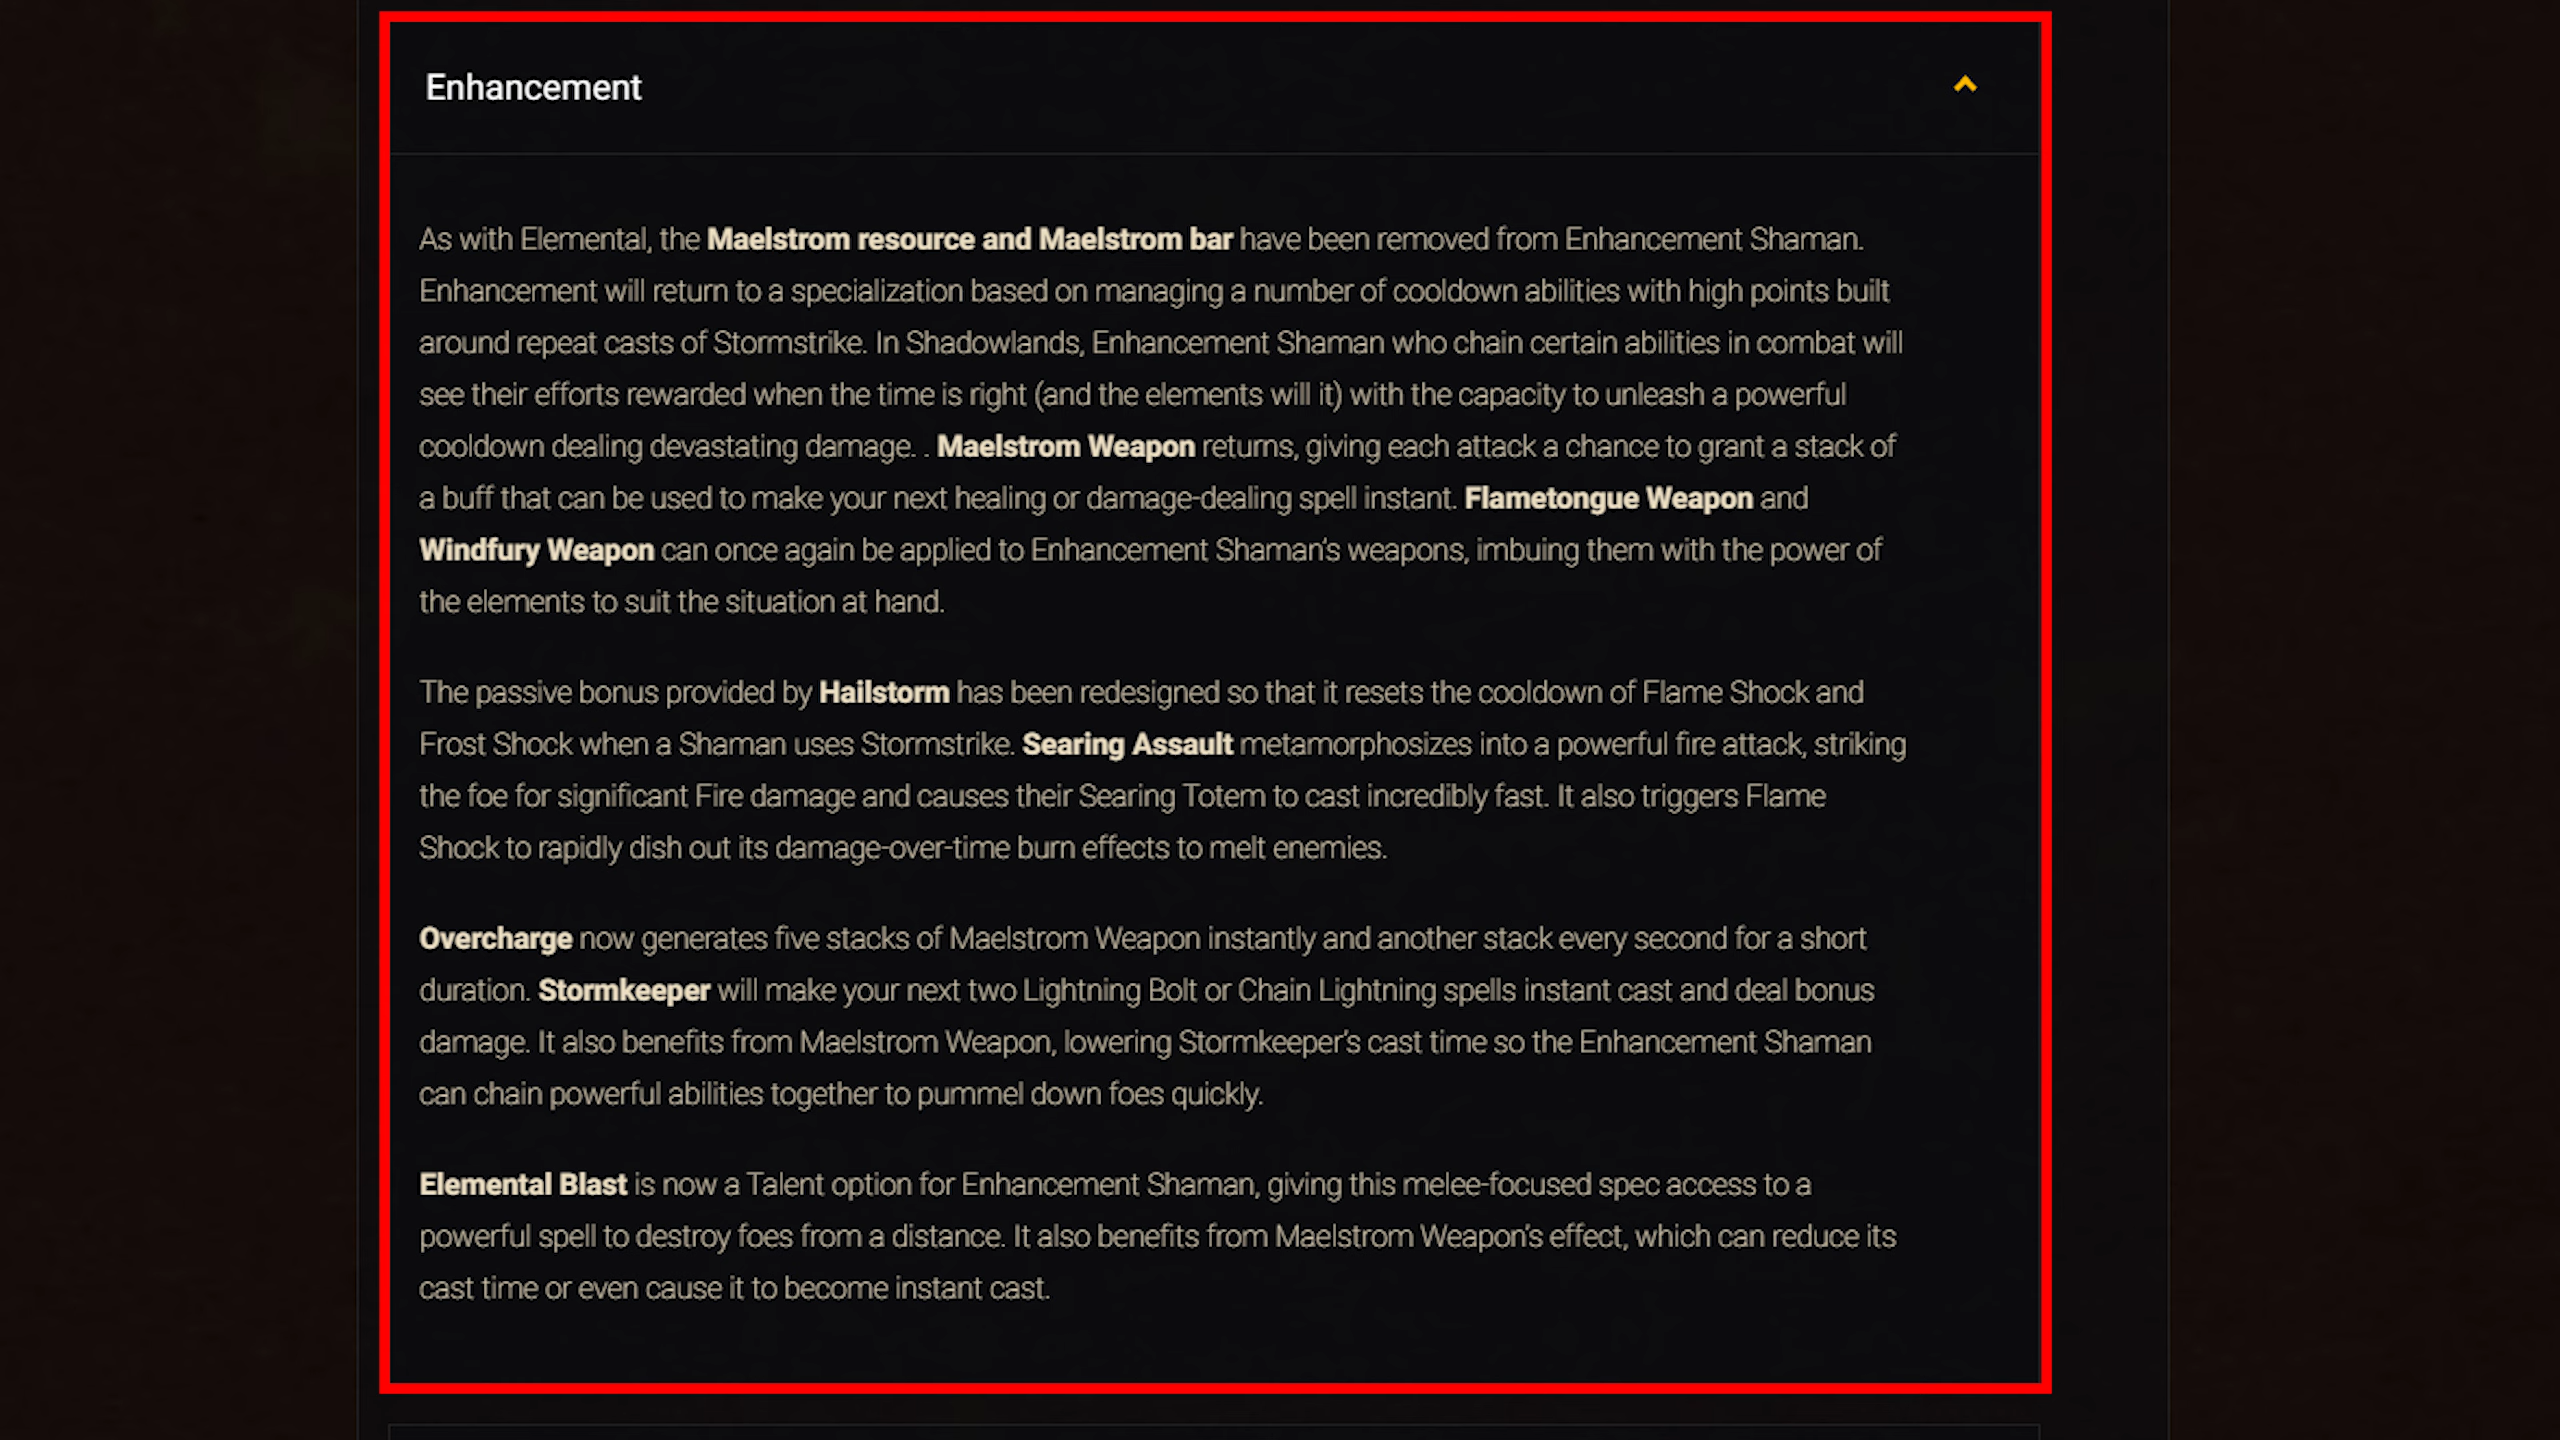 Enhancement
As with Elemental, the Maelstrom resource and Maelstrom bar have been removed from Enhancement Shaman.
Enhancement will return to a specialization based on managing a number of cooldown abilities with high points built
around repeat casts of Stormstrike. In Shadowlands, Enhancement Shaman who chain certain abilities in combat will
see their efforts rewarded when the time is right (and the elements will it) with the capacity to unleash a powerful
cooldown dealing devastating damage. . Maelstrom Weapon returns, giving each attack a chance to grant a stack of
a buff that can be used to make your next healing or damage-dealing spell instant. Flametongue Weapon and
Windfury Weapon can once again be applied to Enhancement Shaman’s weapons, imbuing them with the power of
the elements to suit the situation at hand.
The passive bonus provided by Hailstorm has been redesigned so that it resets the cooldown of Flame Shock and
Frost Shock when a Shaman uses Stormstrike. Searing Assault metamorphosizes into a powerful fire attack, striking
the foe for significant Fire damage and causes their Searing Totem to cast incredibly fast. It also triggers Flame
Shock to rapidly dish out its damage-over-time burn effects to melt enemies.
Overcharge now generates five stacks of Maelstrom Weapon instantly and another stack every second for a short
duration. Stormkeeper will make your next two Lightning Bolt or Chain Lightning spells instant cast and deal bonus
damage. It also benefits from Maelstrom Weapon, lowering Stormkeeper’s cast time so the Enhancement Shaman
can chain powerful abilities together to pummel down foes quickly.
Elemental Blast is now a Talent option for Enhancement Shaman, giving this melee-focused spec access to a
powerful spell to destroy foes from a distance. It also benefits from Maelstrom Weapon’s effect, which can reduce its
cast time or even cause it to become instant cast.